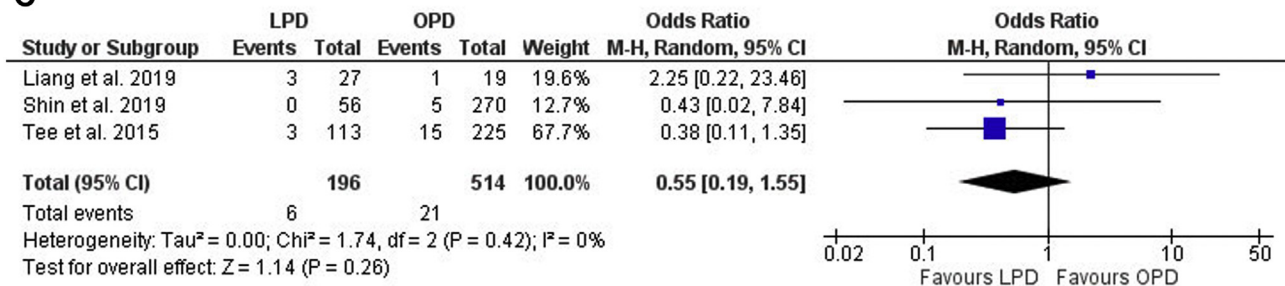 LPD OPD Odds Ratio Odds Ratio
Study or Subgroup Events Total Events Total Weight M-H, Random, 95% CI M-H, Random, 95% CI
Liang et al. 2019 3 27 1 19 19.6% 2.25 [0.22, 23.46]
Shin et al. 2019 0 56 5 270 12.7% 0.43 [0.02, 7.84]
Tee et al. 2015 3 113 15 225 67.7% 0.38 [0.11, 1.35]
Total (95% CI) 196 514 100.0% 0.55 [0.19, 1.55]
Total events 6 21
Heterogeneity: Tau² = 0.00; Chi² = 1.74, df = 2 (P = 0.42); I² = 0%
Test for overall effect: Z = 1.14 (P = 0.26)
0.02 0.1 1 10 50
Favours LPD Favours OPD